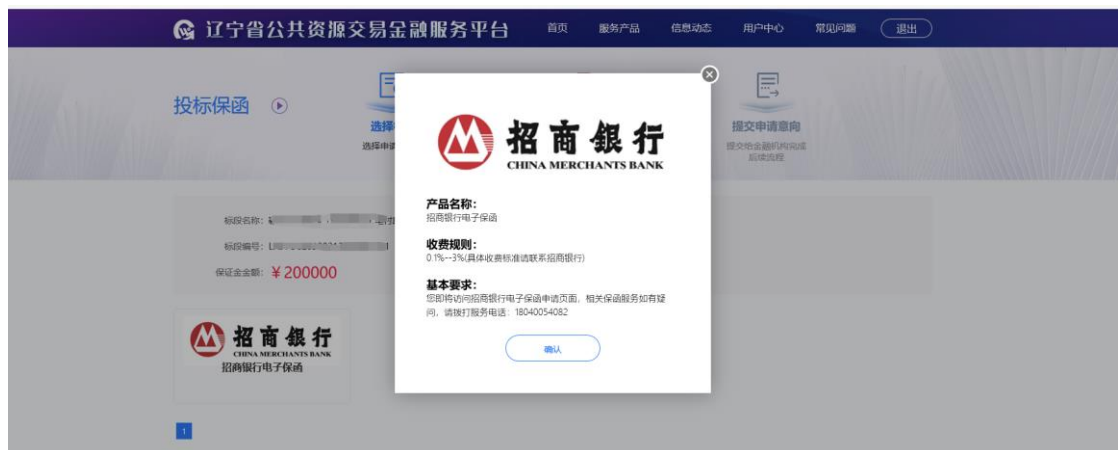 辽宁省公共资源交易金融服务平台 首页 服务产品 信息动态 用户中心 常见问题 退出
投标保函
选择
选择申请
提交申请意向
提交给金融机构完成
后续流程
招商银行
CHINA MERCHANTS BANK
产品名称：
招商银行电子保函
收费规则：
0.1%--3%(具体收费标准请联系招商银行)
基本要求：
您即将访问招商银行电子保函申请页面，相关保函服务如有疑
问，请拨打服务电话：18040054082
确认
标段名称：
标段编号：
保证金金额：￥200000
招商银行
CHINA MERCHANTS BANK
招商银行电子保函
1